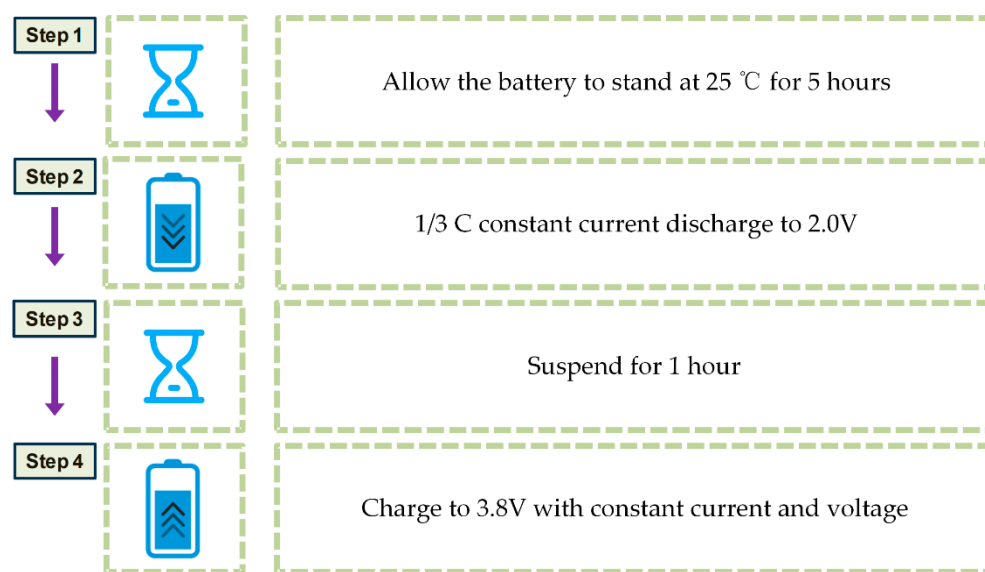 Step 1
Allow the battery to stand at 25 ℃ for 5 hours
Step 2
1/3 C constant current discharge to 2.0V
Step 3
Suspend for 1 hour
Step 4
Charge to 3.8V with constant current and voltage